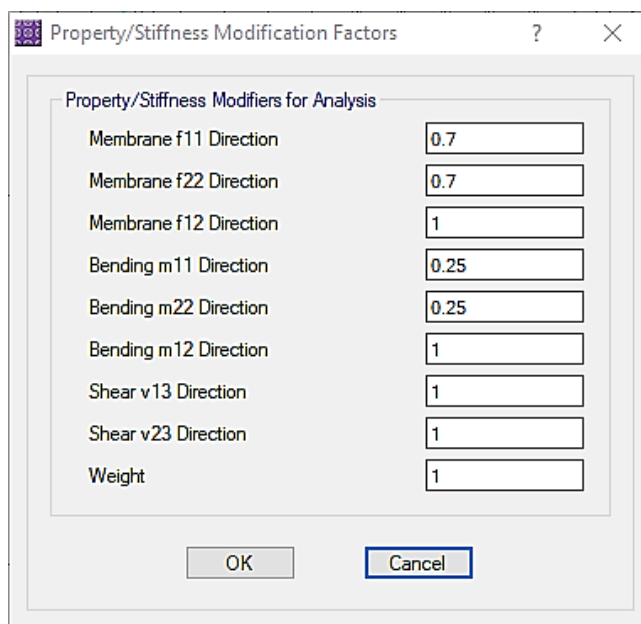 Property/Stiffness Modification Factors ?
Property/Stiffness Modifiers for Analysis
Membrane f11 Direction 0.7
Membrane f22 Direction 0.7
Membrane f12 Direction 1
Bending m11 Direction 0.25
Bending m22 Direction 0.25
Bending m12 Direction 1
Shear v13 Direction 1
Shear v23 Direction 1
Weight 1
OK Cancel